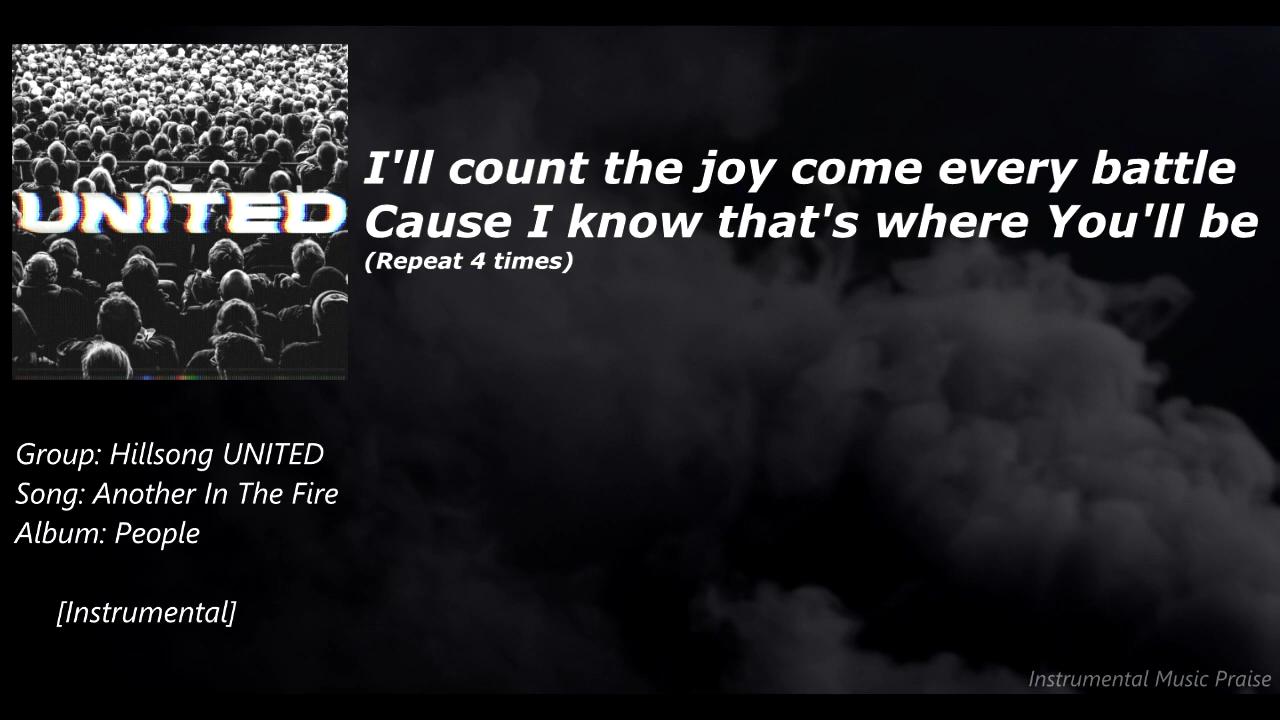 UNITED
I'll count the joy come every battle
Cause I know that's where You'll be
(Repeat 4 times)
Group: Hillsong UNITED
Song: Another In The Fire
Album: People
[Instrumental]
Instrumental Music Praise